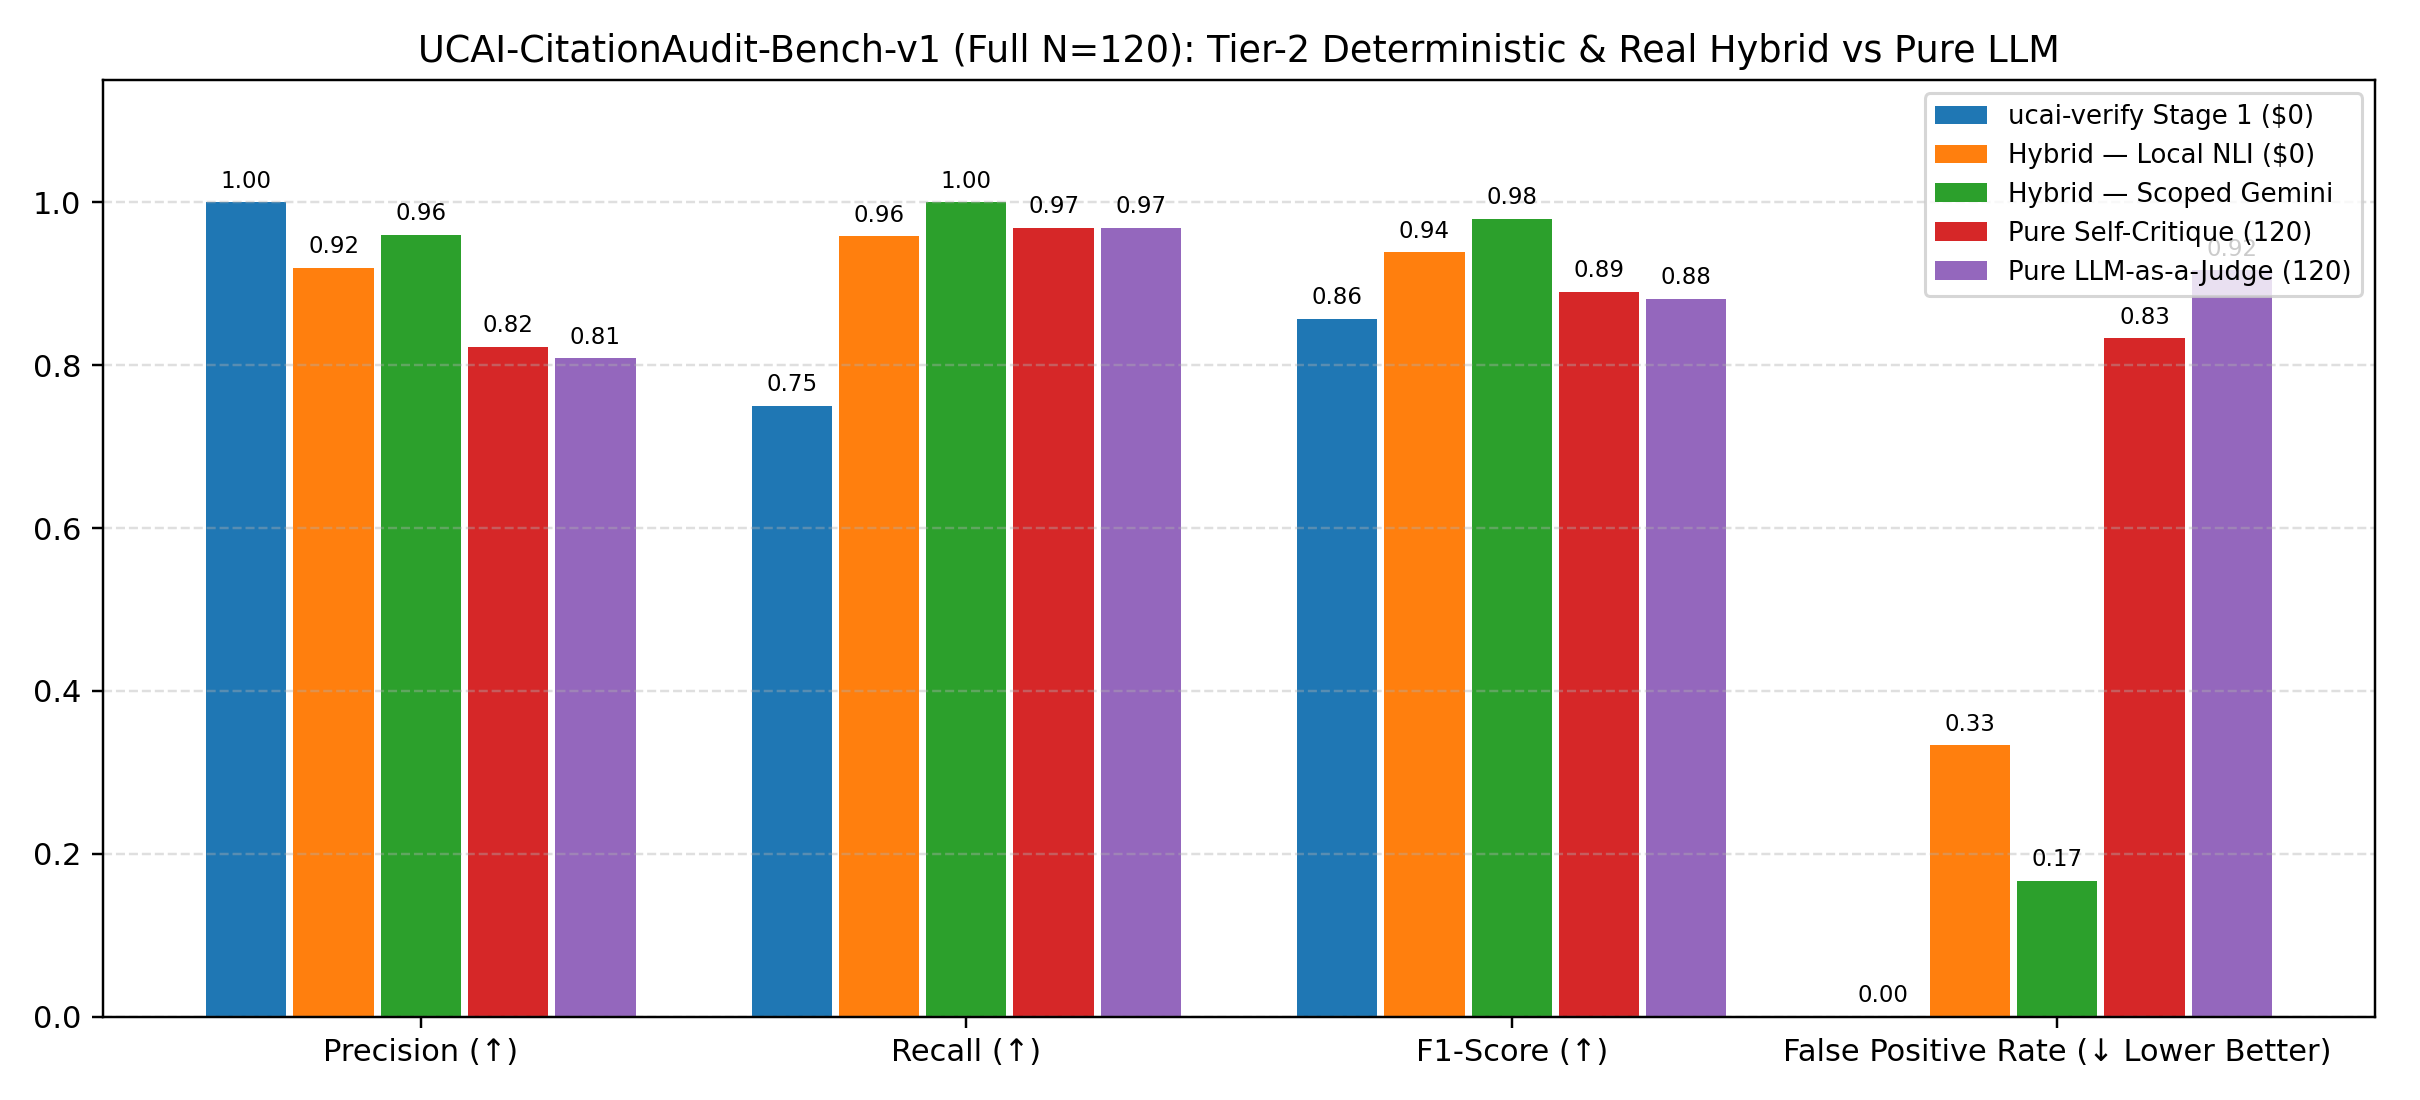 UCAI-CitationAudit-Bench-v1 (Full N=120): Tier-2 Deterministic & Real Hybrid vs Pure LLM
ucai-verify Stage 1 ($0)
Hybrid — Local NLI ($0)
Hybrid — Scoped Gemini
Pure Self-Critique (120)
Pure LLM-as-a-Judge (120)
1.0
0.8
0.6
0.4
0.2
0.0
1.00
0.92
0.96
0.82
0.81
0.75
0.96
1.00
0.97
0.97
0.86
0.94
0.98
0.89
0.88
0.00
0.33
0.17
0.83
0.92
Precision (↑)
Recall (↑)
F1-Score (↑)
False Positive Rate (↓ Lower Better)